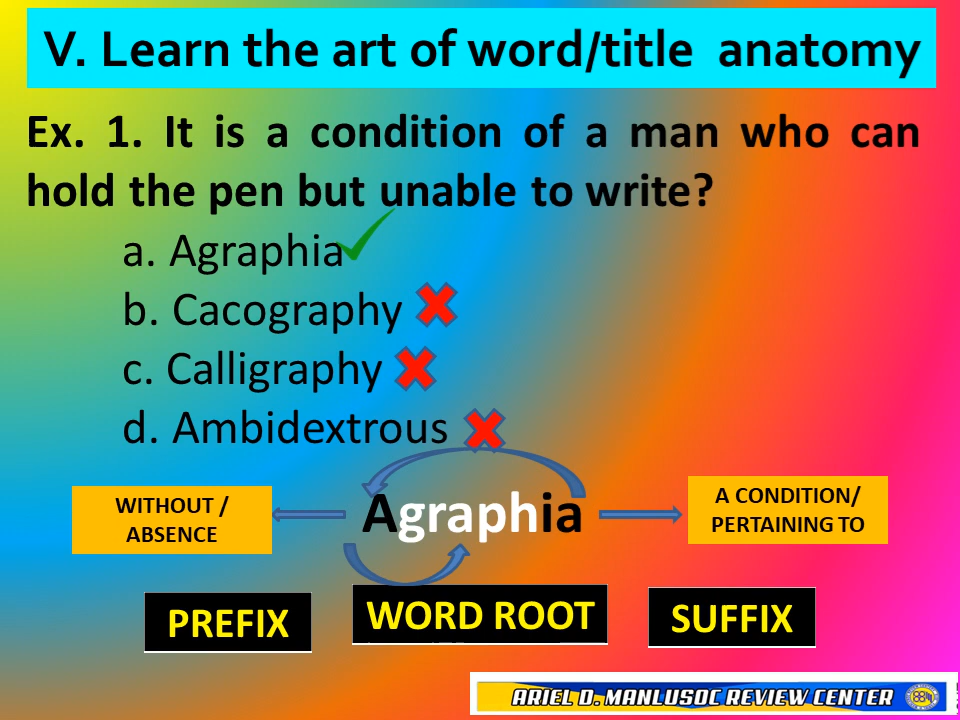 V. Learn the art of word/title anatomy
Ex. 1. It is a condition of a man who can
hold the pen but unable to write?
a. Agraphia
b. Cacography
c. Calligraphy
d. Ambidextrous
WITHOUT /
ABSENCE
Agraphia
A CONDITION/
PERTAINING TO
PREFIX
WORD ROOT
SUFFIX
ARIEL D. MANLUSOC REVIEW CENTER